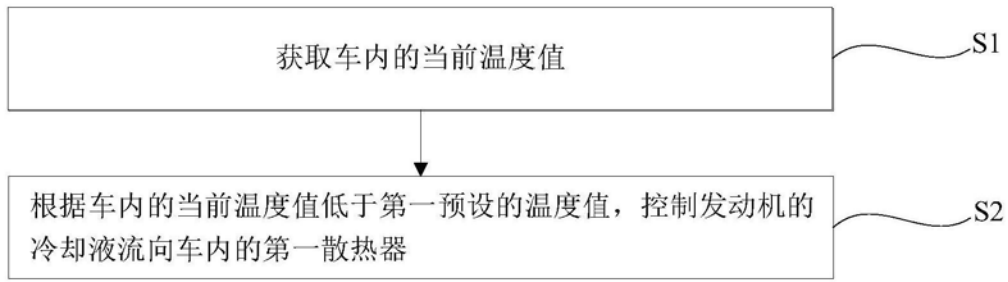 获取车内的当前温度值
S1
根据车内的当前温度值低于第一预设的温度值，控制发动机的
冷却液流向车内的第一散热器
S2